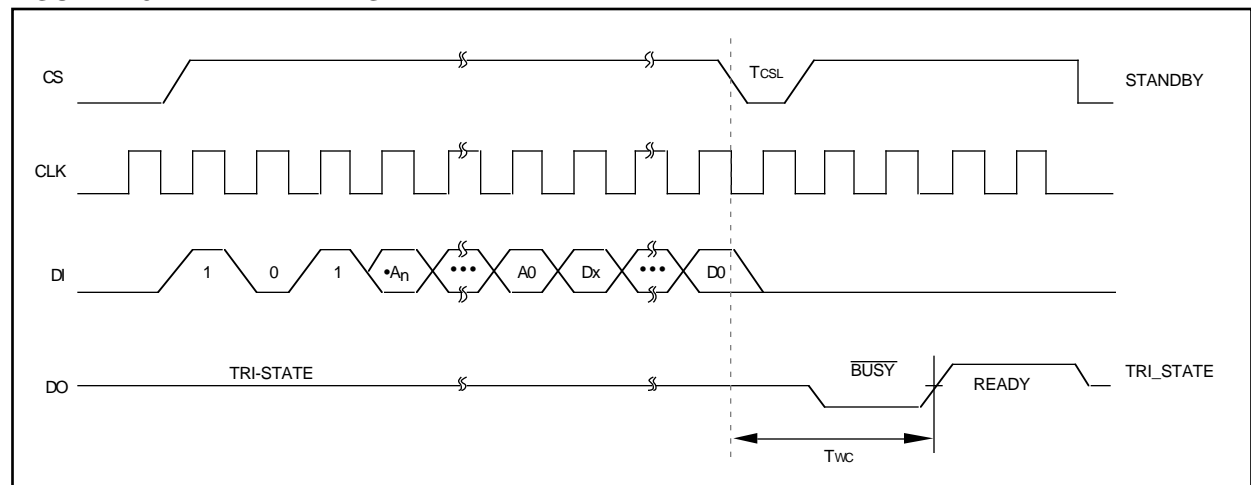 CS
TCSL
STANDBY
CLK
DI
1 0 1 •An ••• A0 Dx ••• D0
DO
TRI-STATE
BUSY
READY
TRI_STATE
TWC